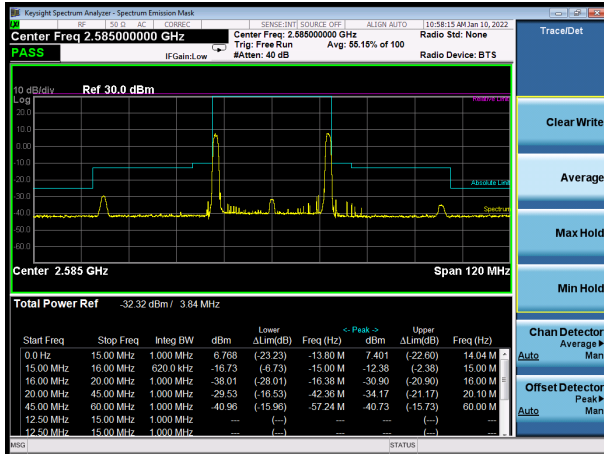 Keysight Spectrum Analyzer - Spectrum Emission Mask
RF 50 Ω AC CORREC SENSE:INT SOURCE OFF ALIGN AUTO 10:58:15 AM Jan 10, 2022
Center Freq 2.585000000 GHz
Center Freq: 2.585000000 GHz Radio Std: None
Trig: Free Run Avg: 55.15% of 100
PASS IFGain:Low #Atten: 40 dB Radio Device: BTS
10 dB/div Ref 30.0 dBm
Log
Relative Limit
20.0
10.0
0.00
10.0
20.0
Absolute Limit
30.0
Spectrum
40.0
50.0
60.0
Center 2.585 GHz Span 120 MHz
Total Power Ref -32.32 dBm / 3.84 MHz
Lower <- Peak -> Upper
Start Freq Stop Freq Integ BW dBm ΔLim(dB) Freq (Hz) dBm ΔLim(dB) Freq (Hz)
0.0 Hz 15.00 MHz 1.000 MHz 6.768 (-23.23) -13.80 M 7.401 (-22.60) 14.04 M
15.00 MHz 16.00 MHz 620.0 kHz -16.73 (-6.73) -15.00 M -12.38 (-2.38) 15.00 M
16.00 MHz 20.00 MHz 1.000 MHz -38.01 (-28.01) -16.38 M -30.90 (-20.90) 16.00 M
20.00 MHz 45.00 MHz 1.000 MHz -29.53 (-16.53) -42.36 M -34.17 (-21.17) 20.10 M
45.00 MHz 60.00 MHz 1.000 MHz -40.96 (-15.96) -57.24 M -40.73 (-15.73) 60.00 M
12.50 MHz 15.00 MHz 1.000 MHz --- (---) --- --- (---) ---
12.50 MHz 15.00 MHz 1.000 MHz --- (---) --- --- (---) ---
MSG STATUS
Trace/Det
Clear Write
Average
Max Hold
Min Hold
Chan Detector
Average
Auto Man
Offset Detector
Peak
Auto Man